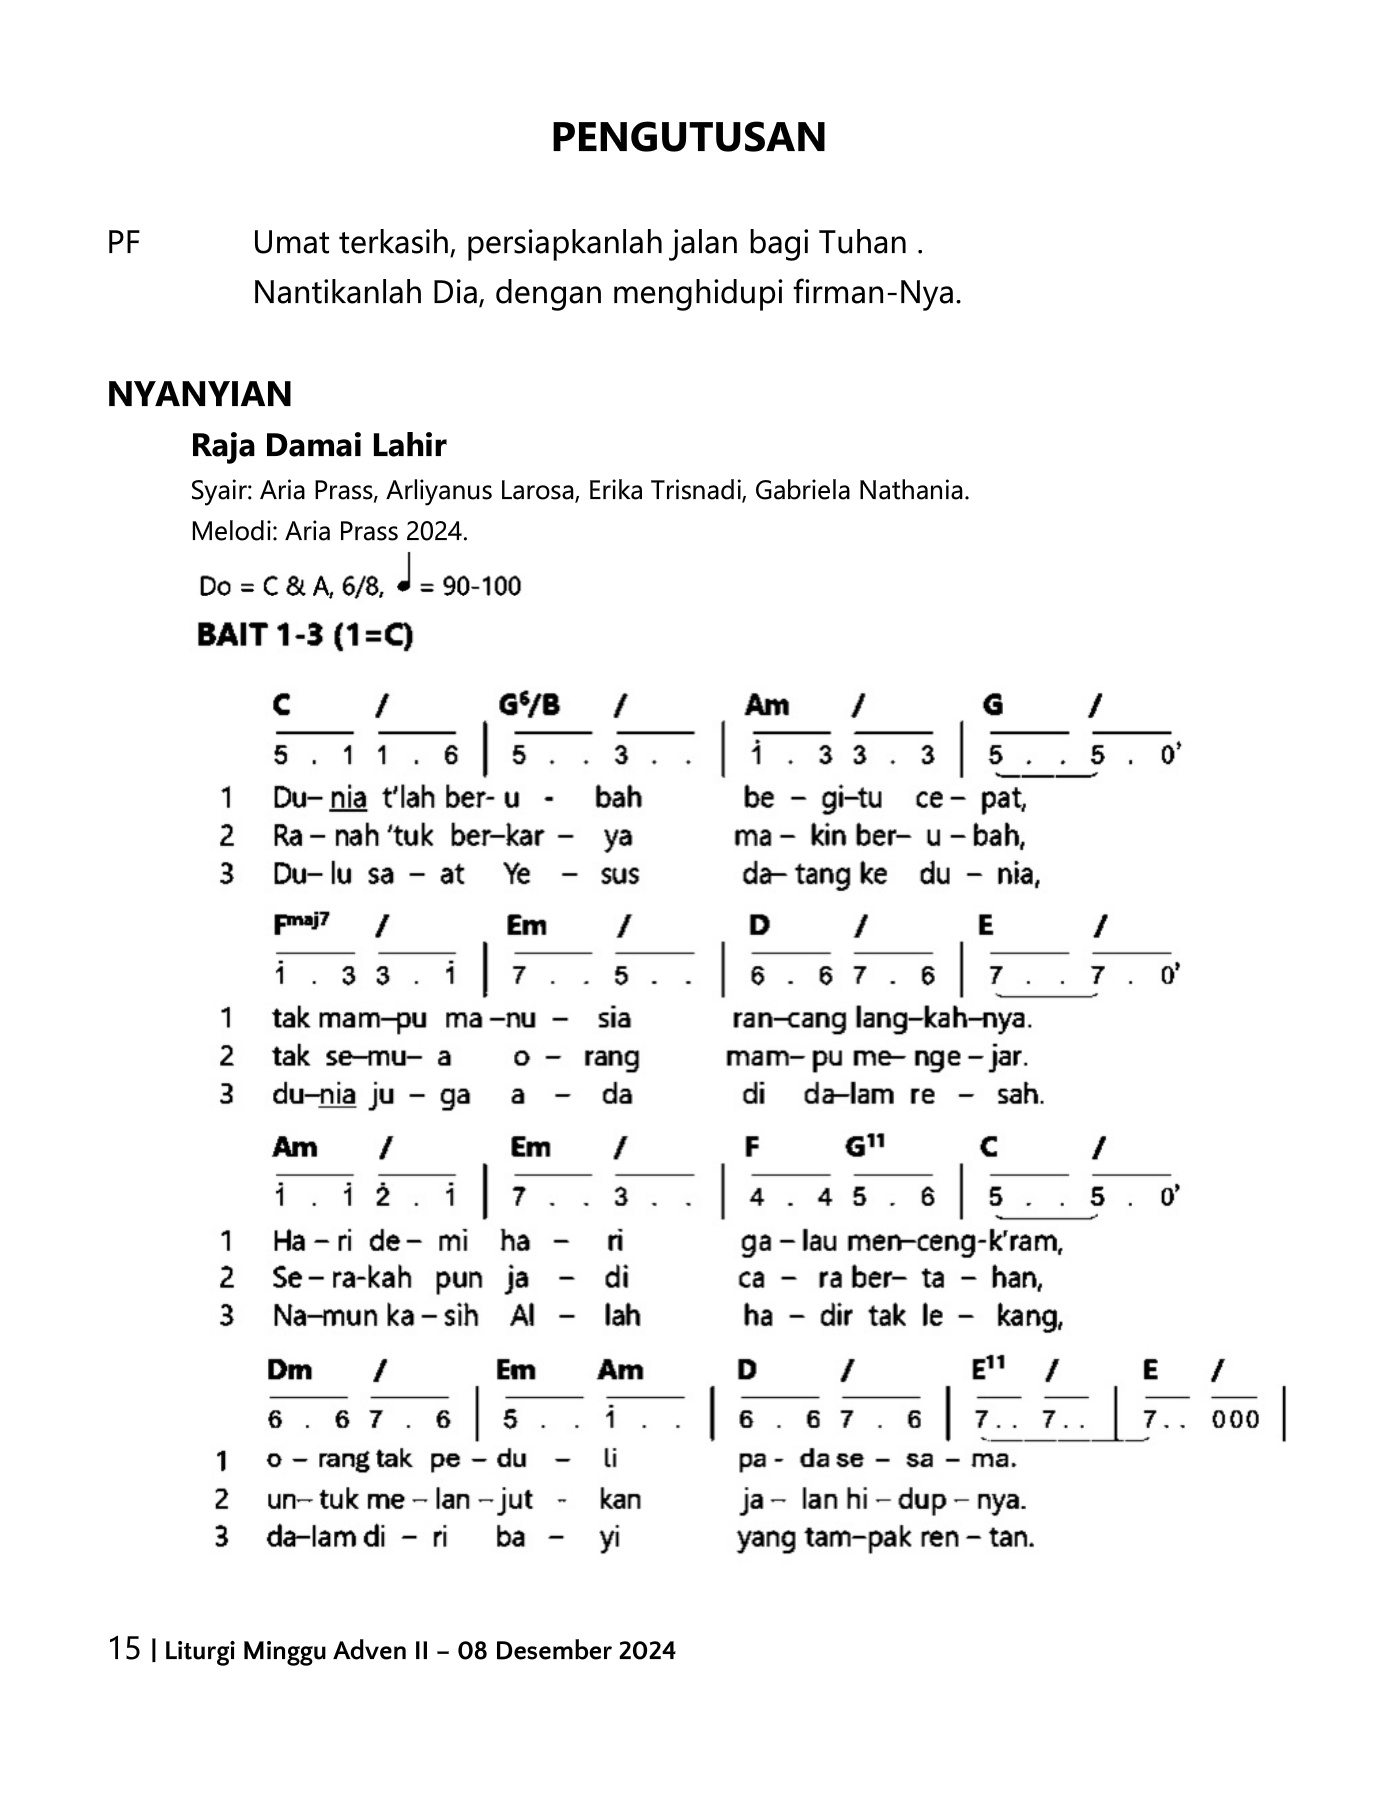 PENGUTUSAN
PF Umat terkasih, persiapkanlah jalan bagi Tuhan .
Nantikanlah Dia, dengan menghidupi firman-Nya.
NYANYIAN
Raja Damai Lahir
Syair: Aria Prass, Arliyanus Larosa, Erika Trisnadi, Gabriela Nathania.
Melodi: Aria Prass 2024.
Do = C & A, 6/8, ♩ = 90-100
BAIT 1-3 (1=C)
C / G⁶/B / Am / G /
5 . 1 1 . 6 | 5 . . 3 . . | i . 3 3 . 3 | 5 . . 5 . 0’
1 Du– nia t’lah ber- u - bah be – gi–tu ce – pat,
2 Ra – nah ‘tuk ber–kar – ya ma – kin ber– u – bah,
3 Du– lu sa – at Ye – sus da– tang ke du – nia,
Fmaj7 / Em / D / E /
i . 3 3 . i | 7 . . 5 . . | 6 . 6 7 . 6 | 7 . . 7 . 0’
1 tak mam–pu ma –nu – sia ran–cang lang–kah–nya.
2 tak se–mu– a o – rang mam– pu me– nge – jar.
3 du–nia ju – ga a – da di da–lam re – sah.
Am / Em / F G¹¹ C /
i . i 2̇ . i | 7 . . 3 . . | 4 . 4 5 . 6 | 5 . . 5 . 0’
1 Ha – ri de – mi ha – ri ga – lau men–ceng-k’ram,
2 Se – ra-kah pun ja – di ca – ra ber– ta – han,
3 Na–mun ka – sih Al – lah ha – dir tak le – kang,
Dm / Em Am D / E¹¹ / E /
6 . 6 7 . 6 | 5 . . i . . | 6 . 6 7 . 6 | 7 . . 7 . . | 7 . . 0 0 0 |
1 o – rang tak pe – du – li pa - da se – sa – ma.
2 un– tuk me – lan – jut - kan ja – lan hi – dup – nya.
3 da–lam di – ri ba – yi yang tam–pak ren – tan.
15 | Liturgi Minggu Adven II – 08 Desember 2024